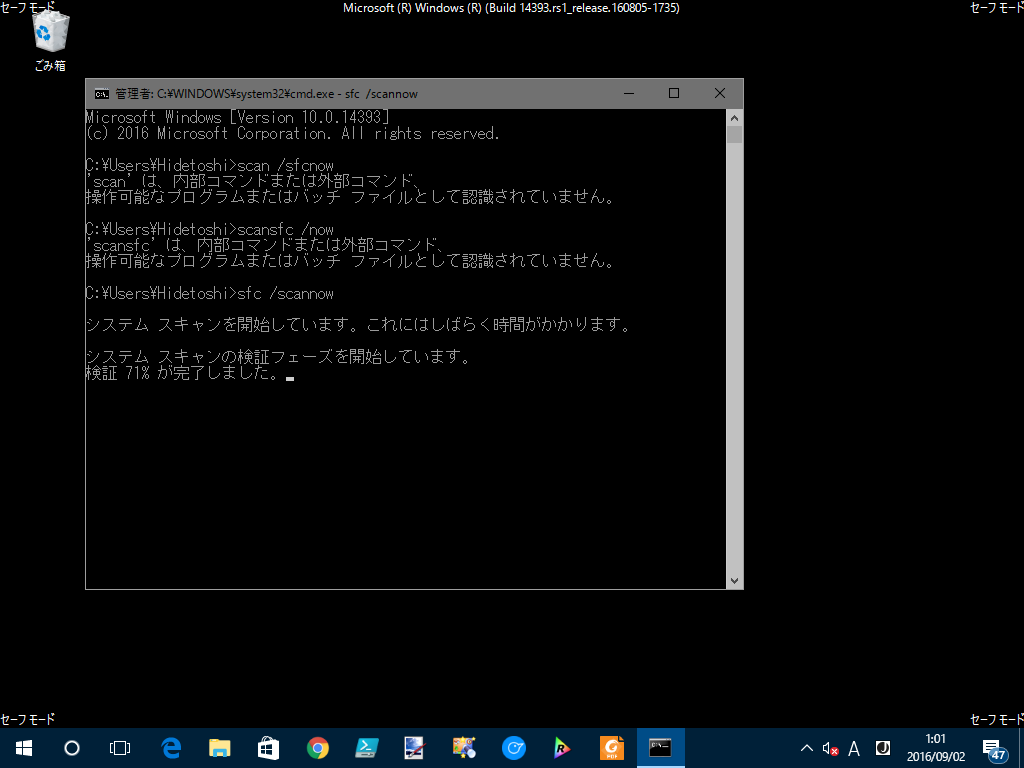 セーフモード
Microsoft (R) Windows (R) (Build 14393.rs1_release.160805-1735)
セーフモード
ごみ箱
管理者: C:¥WINDOWS¥system32¥cmd.exe - sfc /scannow
Microsoft Windows [Version 10.0.14393]
(c) 2016 Microsoft Corporation. All rights reserved.
C:¥Users¥Hidetoshi>scan /sfcnow
'scan' は、内部コマンドまたは外部コマンド、
操作可能なプログラムまたはバッチ ファイルとして認識されていません。
C:¥Users¥Hidetoshi>scansfc /now
'scansfc' は、内部コマンドまたは外部コマンド、
操作可能なプログラムまたはバッチ ファイルとして認識されていません。
C:¥Users¥Hidetoshi>sfc /scannow
システム スキャンを開始しています。これにはしばらく時間がかかります。
システム スキャンの検証フェーズを開始しています。
検証 71% が完了しました。
セーフモード
セーフモード
A
1:01
2016/09/02
47